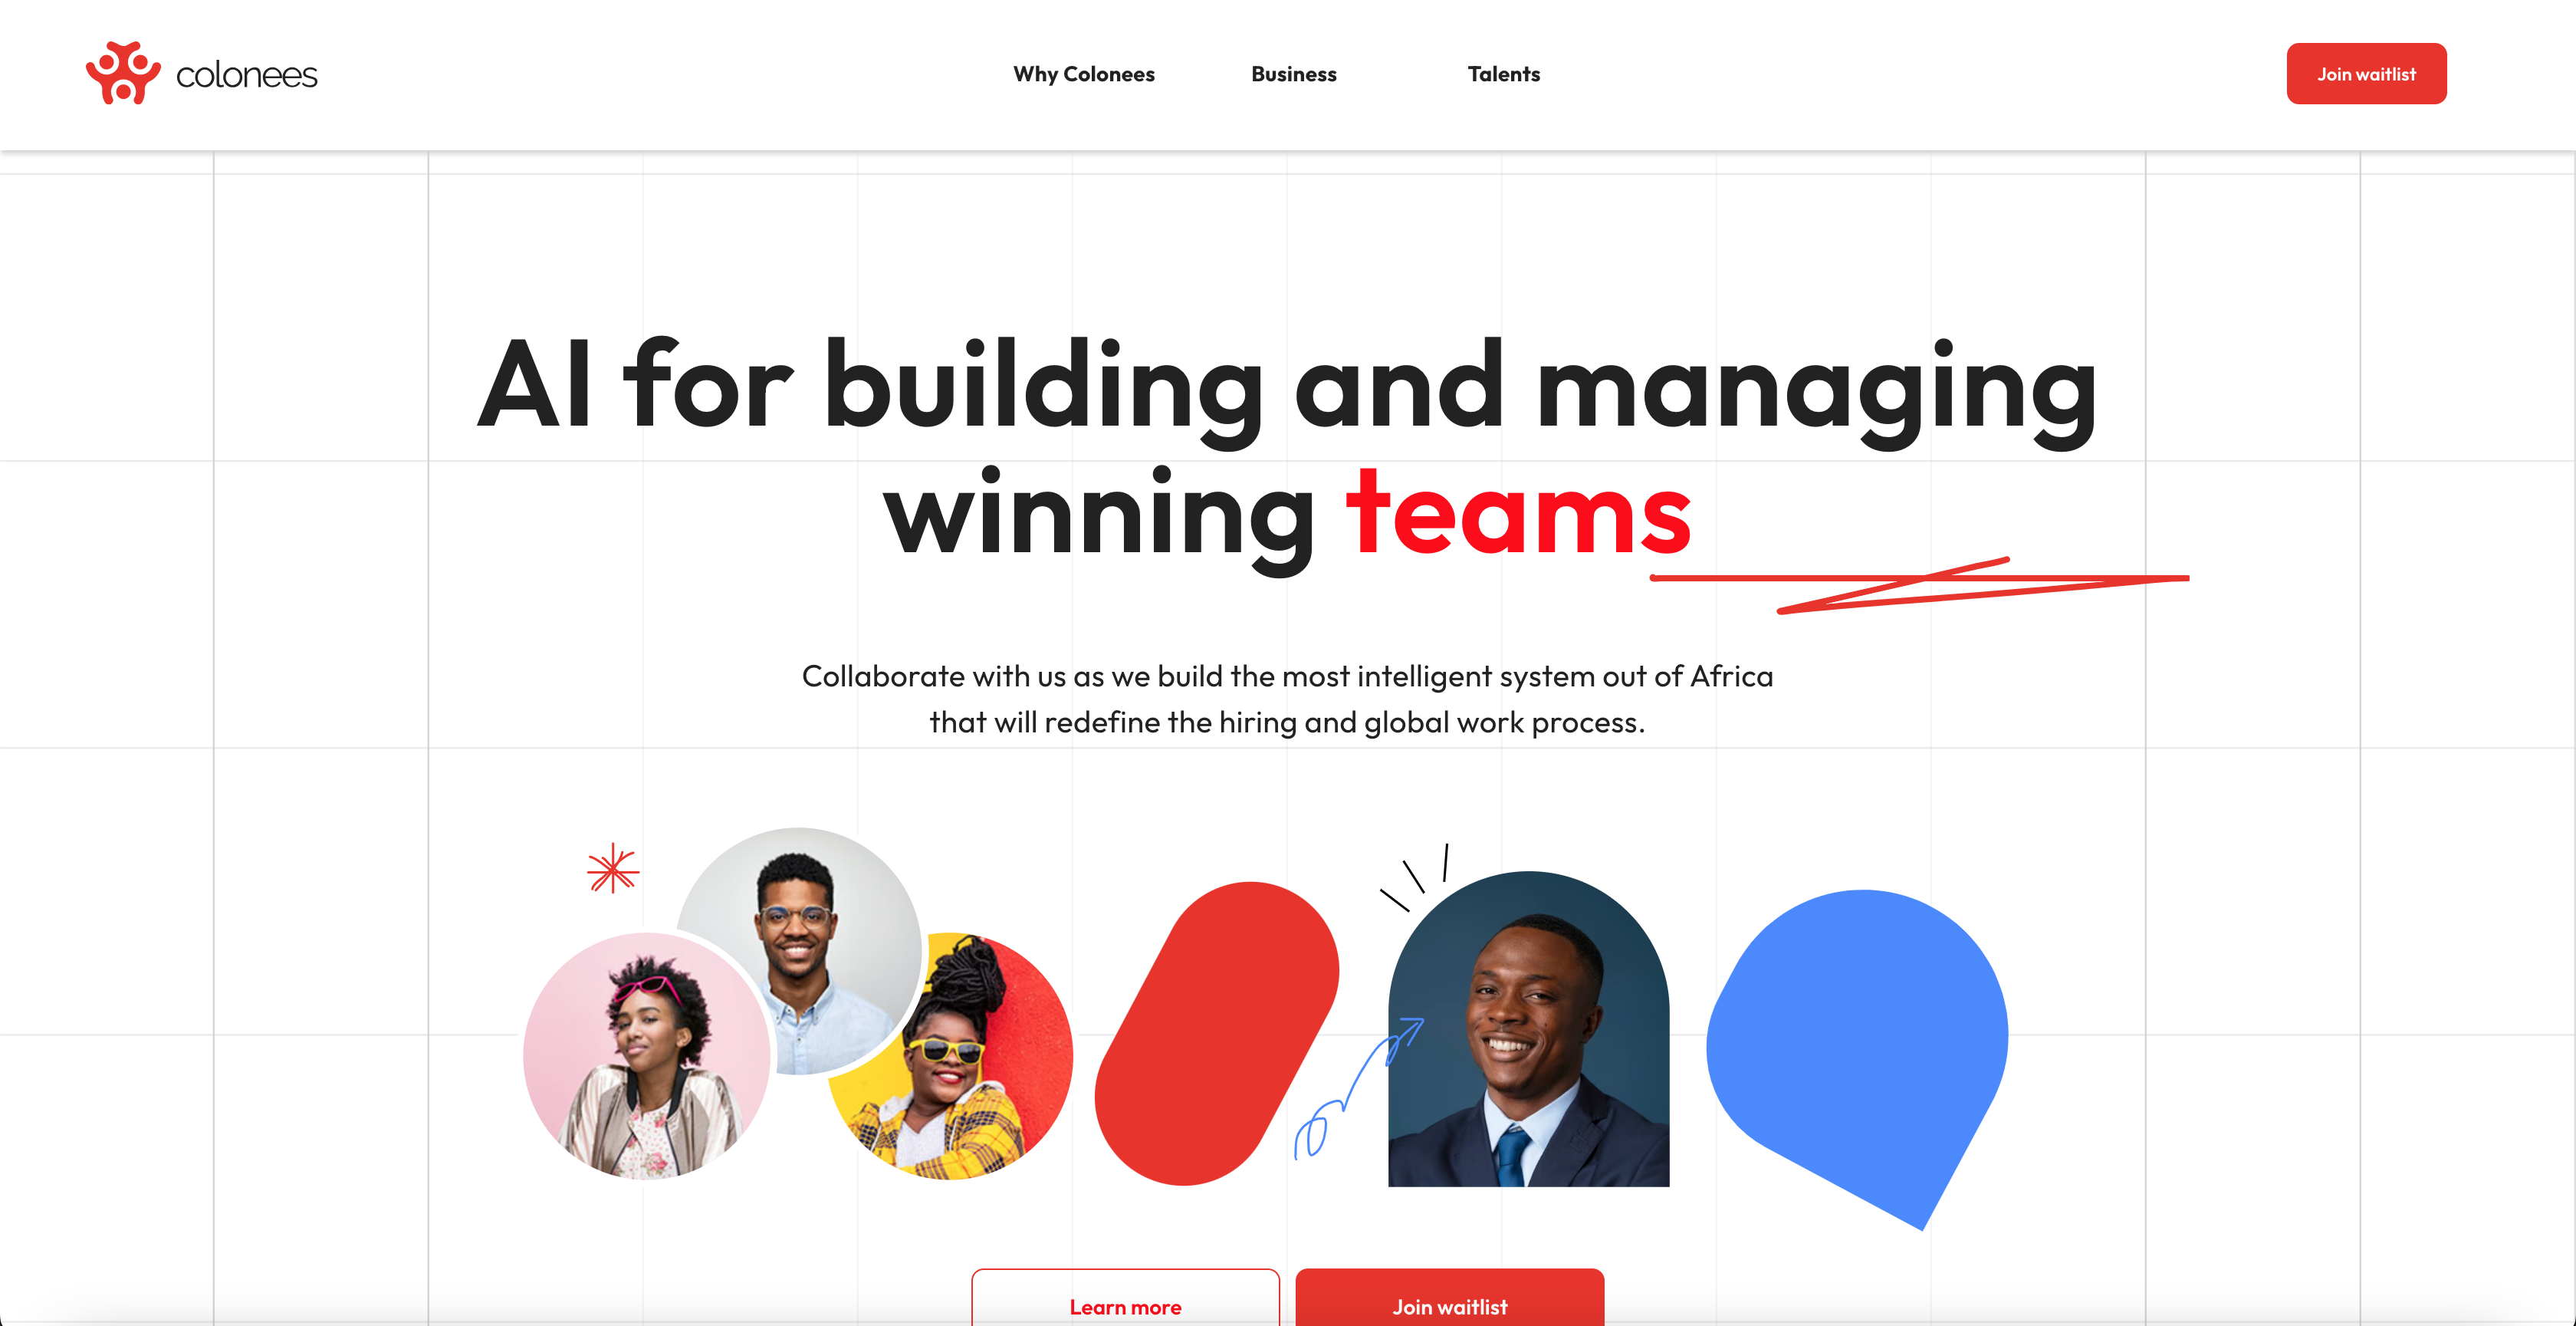 colonees
Why Colonees
Business
Talents
Join waitlist
AI for building and managing
winning teams
Collaborate with us as we build the most intelligent system out of Africa
that will redefine the hiring and global work process.
Learn more
Join waitlist